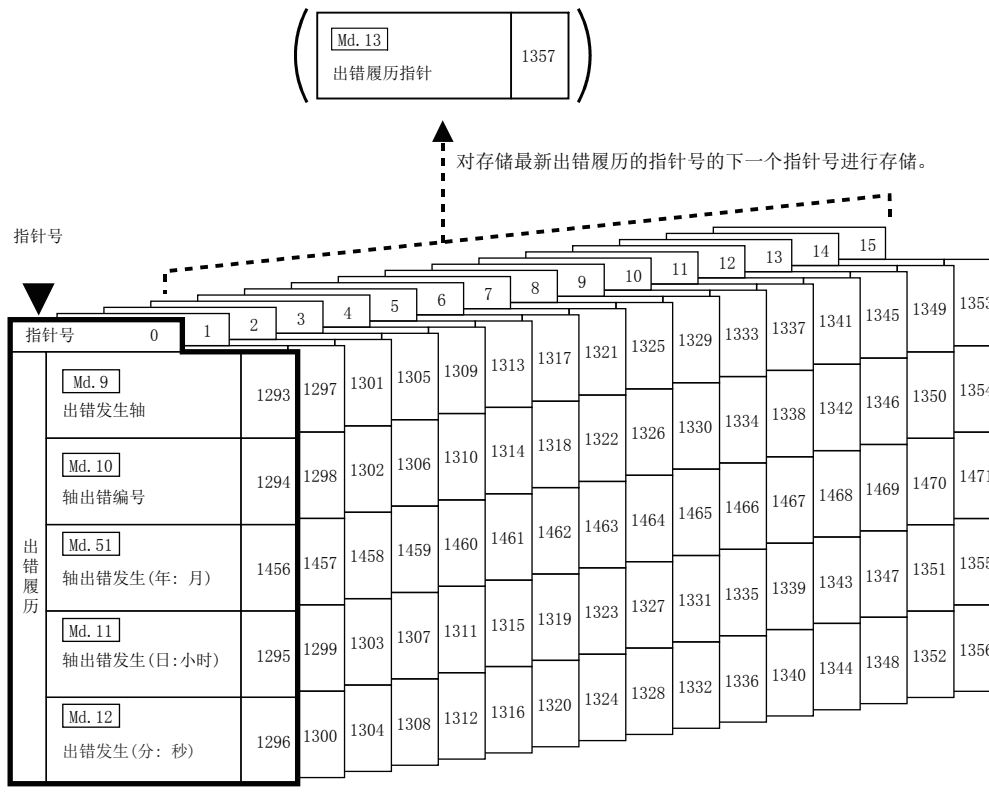 Md. 13
出错履历指针
1357
对存储最新出错履历的指针号的下一个指针号进行存储。
指针号
指针号 0 1 2 3 4 5 6 7 8 9 10 11 12 13 14 15
出错履历
Md. 9
出错发生轴
1293 1297 1301 1305 1309 1313 1317 1321 1325 1329 1333 1337 1341 1345 1349 1353
Md. 10
轴出错编号
1294 1298 1302 1306 1310 1314 1318 1322 1326 1330 1334 1338 1342 1346 1350 1354
Md. 51
轴出错发生(年: 月)
1456 1457 1458 1459 1460 1461 1462 1463 1464 1465 1466 1467 1468 1469 1470 1471
Md. 11
轴出错发生(日:小时)
1295 1299 1303 1307 1311 1315 1319 1323 1327 1331 1335 1339 1343 1347 1351 1355
Md. 12
出错发生(分: 秒)
1296 1300 1304 1308 1312 1316 1320 1324 1328 1332 1336 1340 1344 1348 1352 1356